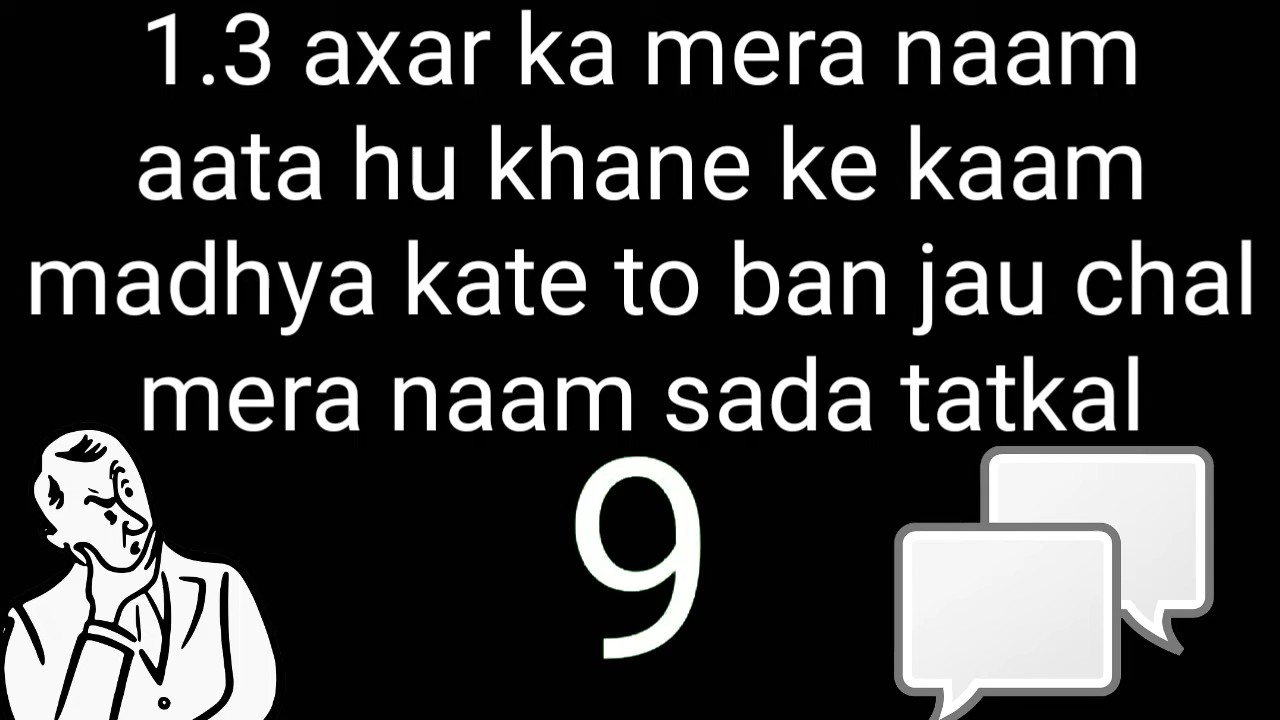 1.3 axar ka mera naam
aata hu khane ke kaam
madhya kate to ban jau chal
mera naam sada tatkal
9